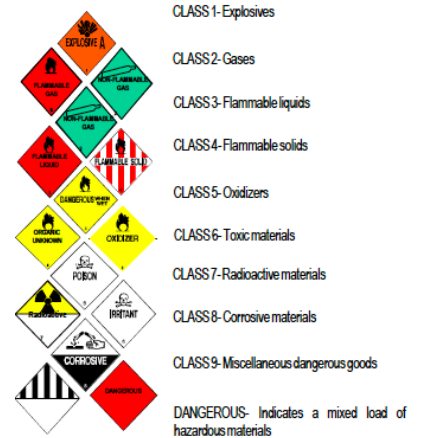 CLASS 1- Explosives
EXPLOSIVE A
CLASS 2- Gases
FLAMMABLE
GAS
NON-FLAMMABLE
GAS
CLASS 3- Flammable liquids
NON-FLAMMABLE
GAS
CLASS 4- Flammable solids
FLAMMABLE
LIQUID
FLAMMABLE SOLID
CLASS 5- Oxidizers
DANGEROUS WHEN
WET
CLASS 6- Toxic materials
ORGANIC
UNKNOWN
OXIDIZER
CLASS 7- Radioactive materials
POISON
CLASS 8- Corrosive materials
Radioactive
IRRITANT
CLASS 9- Miscellaneous dangerous goods
CORROSIVE
DANGEROUS
DANGEROUS- Indicates a mixed load of
hazardous materials